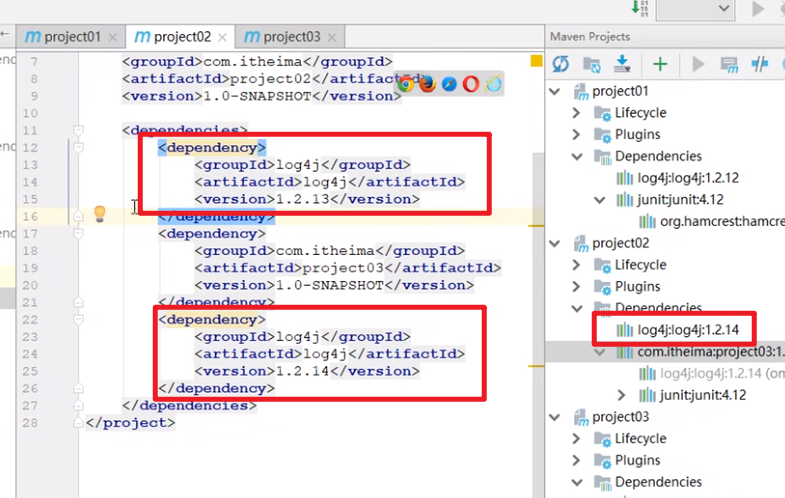 project01 × project02 × project03 ×
7 <groupId>com.itheima</groupId>
8 <artifactId>project02</artifactId>
9 <version>1.0-SNAPSHOT</version>
10
11 <dependencies>
12 <dependency>
13 <groupId>log4j</groupId>
14 <artifactId>log4j</artifactId>
15 <version>1.2.13</version>
16 </dependency>
17 <dependency>
18 <groupId>com.itheima</groupId>
19 <artifactId>project03</artifactId>
20 <version>1.0-SNAPSHOT</version>
21 </dependency>
22 <dependency>
23 <groupId>log4j</groupId>
24 <artifactId>log4j</artifactId>
25 <version>1.2.14</version>
26 </dependency>
27 </dependencies>
28 </project>
Maven Projects
project01
Lifecycle
Plugins
Dependencies
log4j:log4j:1.2.12
junit:junit:4.12
org.hamcrest:hamcre
project02
Lifecycle
Plugins
Dependencies
log4j:log4j:1.2.14
com.itheima:project03:1.
log4j:log4j:1.2.14 (om
junit:junit:4.12
project03
Lifecycle
Plugins
Dependencies